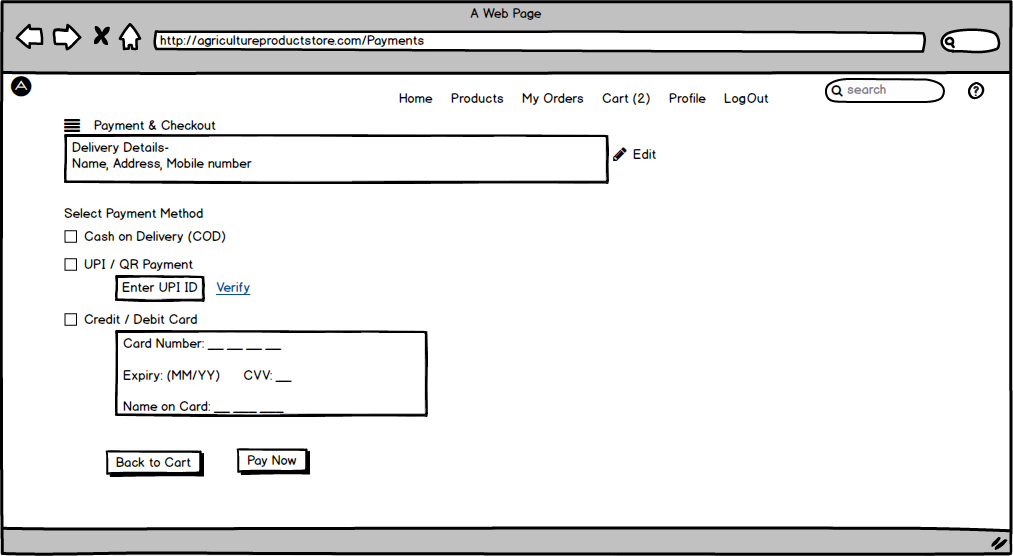 A Web Page
http://agricultureproductstore.com/Payments
A
Home Products My Orders Cart (2) Profile LogOut search ?
Payment & Checkout
Delivery Details-
Name, Address, Mobile number
Edit
Select Payment Method
Cash on Delivery (COD)
UPI / QR Payment
Enter UPI ID Verify
Credit / Debit Card
Card Number: __ __ __ __
Expiry: (MM/YY) CVV: __
Name on Card: __ ___ ___
Back to Cart Pay Now